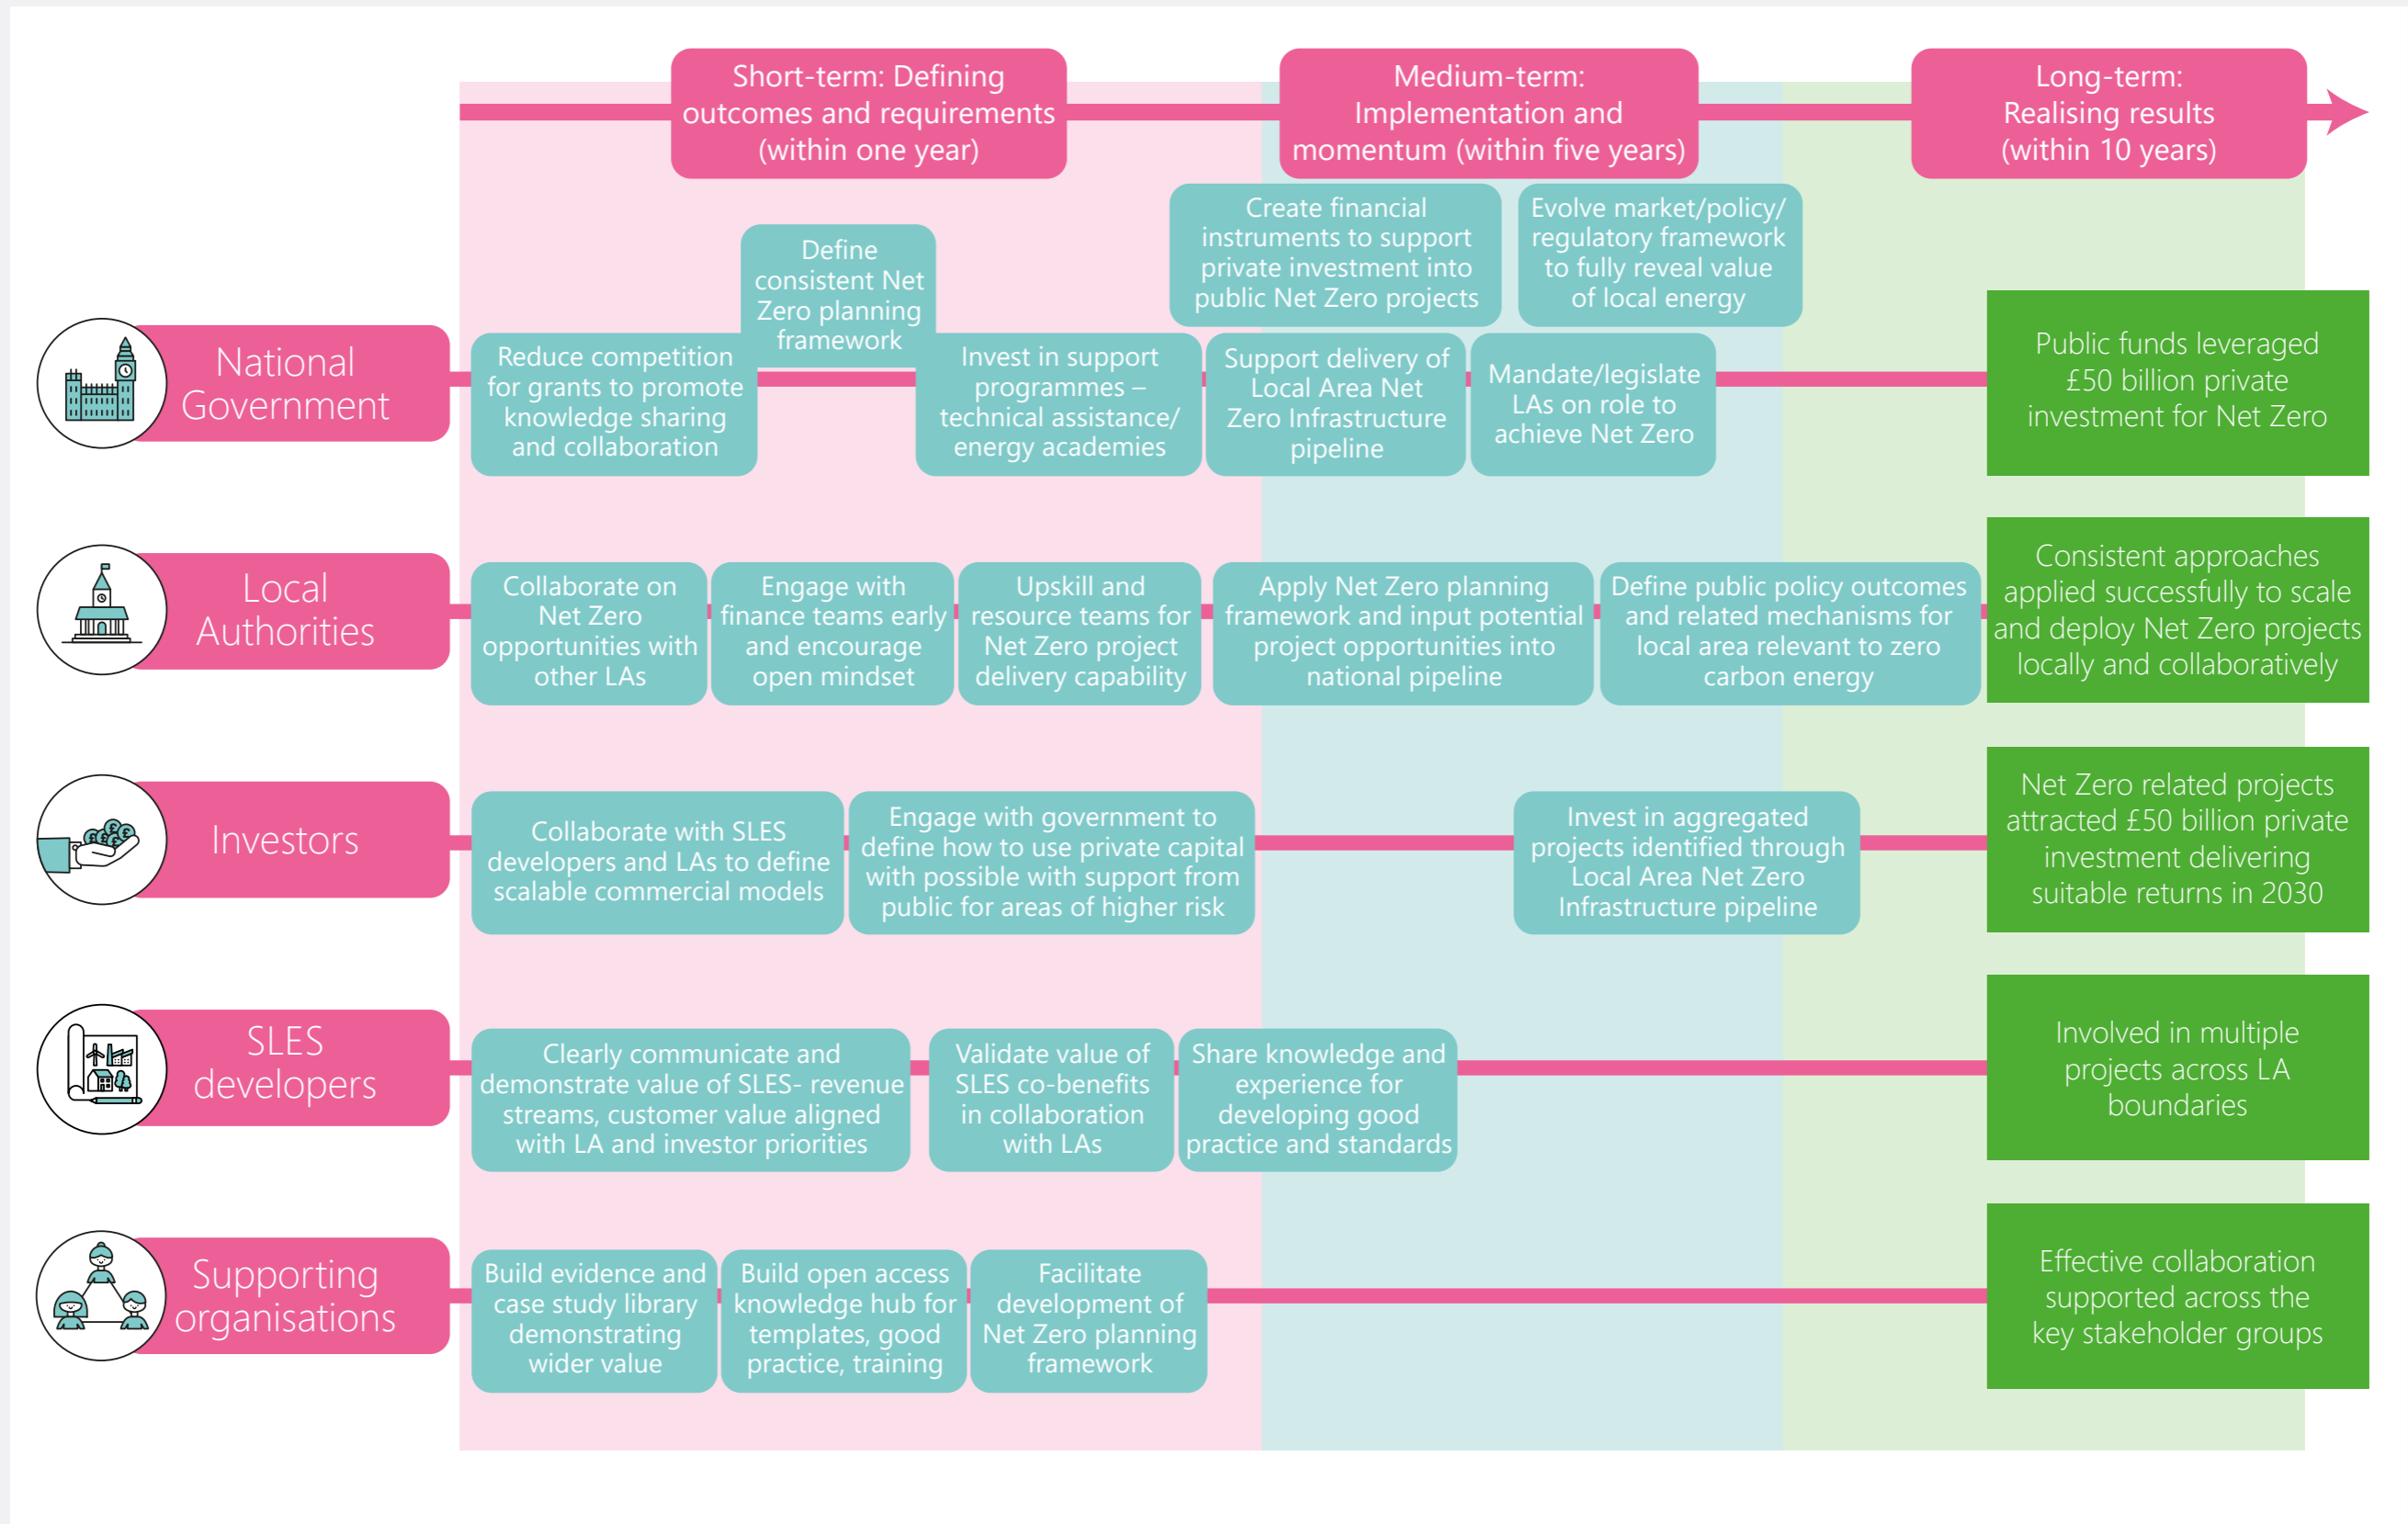 Short-term: Defining
outcomes and requirements
(within one year)
Medium-term:
Implementation and
momentum (within five years)
Long-term:
Realising results
(within 10 years)
National
Government
Reduce competition
for grants to promote
knowledge sharing
and collaboration
Define
consistent Net
Zero planning
framework
Invest in support
programmes –
technical assistance/
energy academies
Create financial
instruments to support
private investment into
public Net Zero projects
Support delivery of
Local Area Net
Zero Infrastructure
pipeline
Evolve market/policy/
regulatory framework
to fully reveal value
of local energy
Mandate/legislate
LAs on role to
achieve Net Zero
Public funds leveraged
£50 billion private
investment for Net Zero
Local
Authorities
Collaborate on
Net Zero
opportunities with
other LAs
Engage with
finance teams early
and encourage
open mindset
Upskill and
resource teams for
Net Zero project
delivery capability
Apply Net Zero planning
framework and input potential
project opportunities into
national pipeline
Define public policy outcomes
and related mechanisms for
local area relevant to zero
carbon energy
Consistent approaches
applied successfully to scale
and deploy Net Zero projects
locally and collaboratively
Investors
Collaborate with SLES
developers and LAs to define
scalable commercial models
Engage with government to
define how to use private capital
with possible with support from
public for areas of higher risk
Invest in aggregated
projects identified through
Local Area Net Zero
Infrastructure pipeline
Net Zero related projects
attracted £50 billion private
investment delivering
suitable returns in 2030
SLES
developers
Clearly communicate and
demonstrate value of SLES- revenue
streams, customer value aligned
with LA and investor priorities
Validate value of
SLES co-benefits
in collaboration
with LAs
Share knowledge and
experience for
developing good
practice and standards
Involved in multiple
projects across LA
boundaries
Supporting
organisations
Build evidence and
case study library
demonstrating
wider value
Build open access
knowledge hub for
templates, good
practice, training
Facilitate
development of
Net Zero planning
framework
Effective collaboration
supported across the
key stakeholder groups